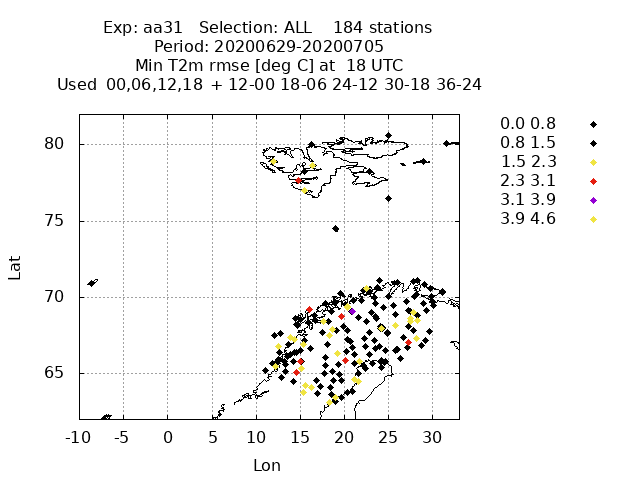 Exp: aa31 Selection: ALL 184 stations
Period: 20200629-20200705
Min T2m rmse [deg C] at 18 UTC
Used 00,06,12,18 + 12-00 18-06 24-12 30-18 36-24
0.0 0.8
0.8 1.5
1.5 2.3
2.3 3.1
3.1 3.9
3.9 4.6
80
75
70
65
Lat
-10 -5 0 5 10 15 20 25 30
Lon